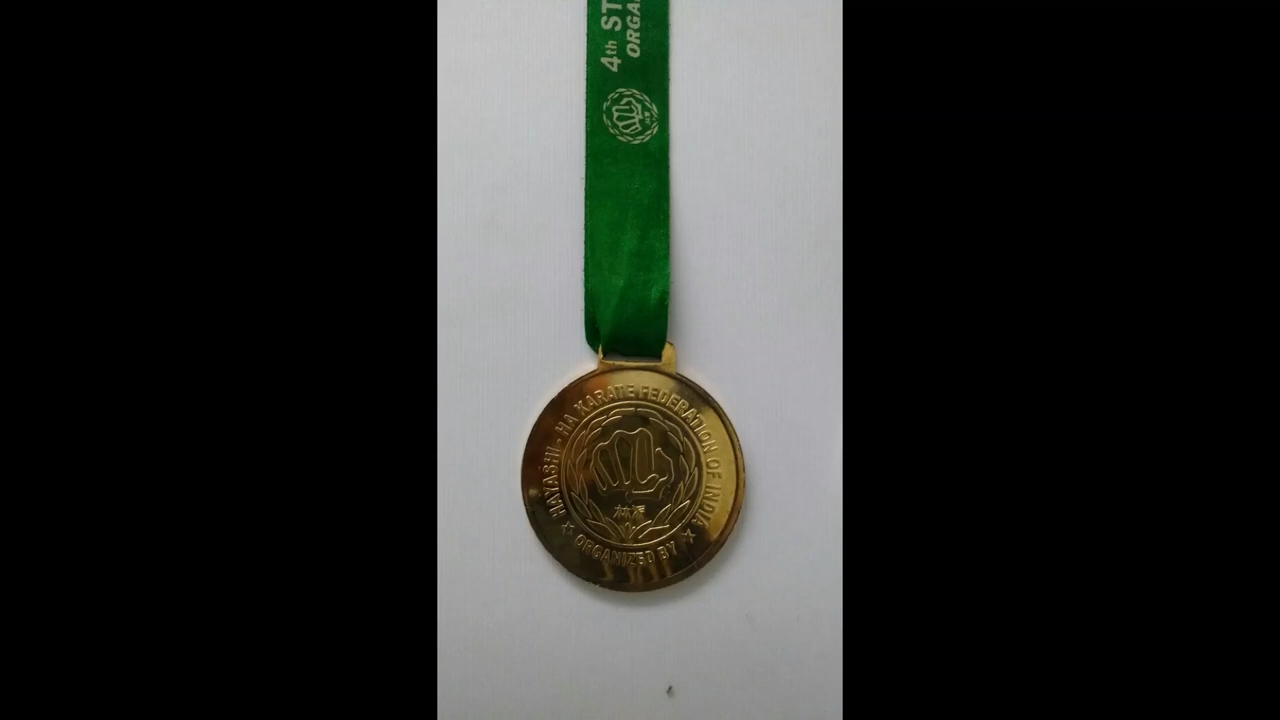 4th ST
ORGA
HAYASHI - HA KARATE FEDERATION OF INDIA
林派
ORGANIZED BY